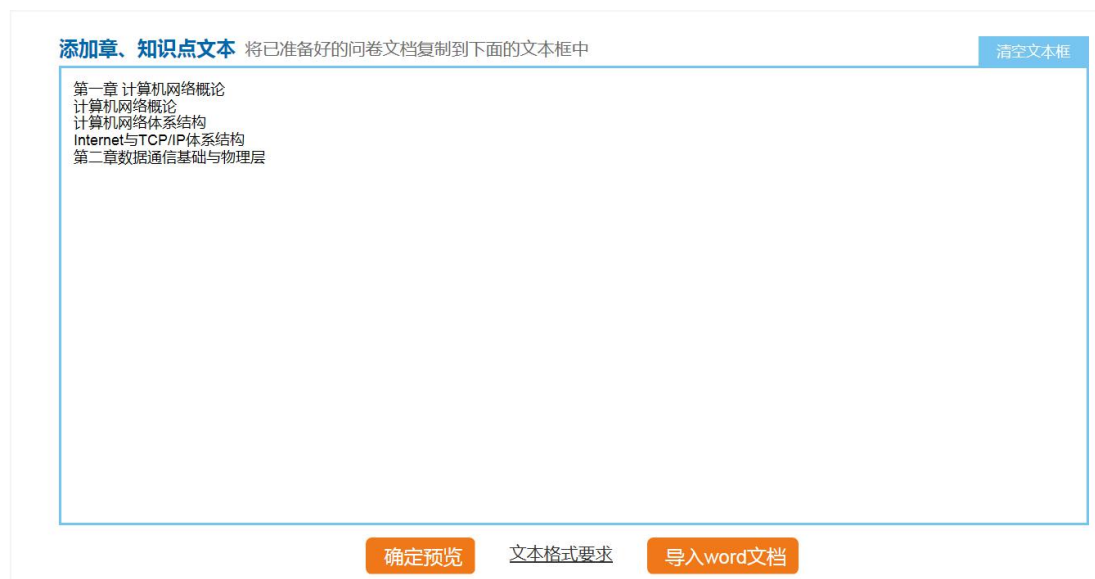 添加章、知识点文本 将已准备好的问卷文档复制到下面的文本框中 清空文本框
第一章 计算机网络概论
计算机网络概论
计算机网络体系结构
Internet与TCP/IP体系结构
第二章数据通信基础与物理层
确定预览 文本格式要求 导入word文档